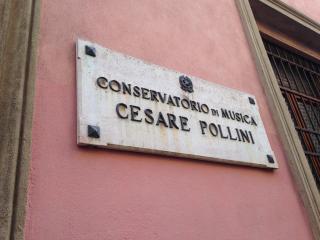 CONSERVATORIO DI MUSICA
CESARE POLLINI